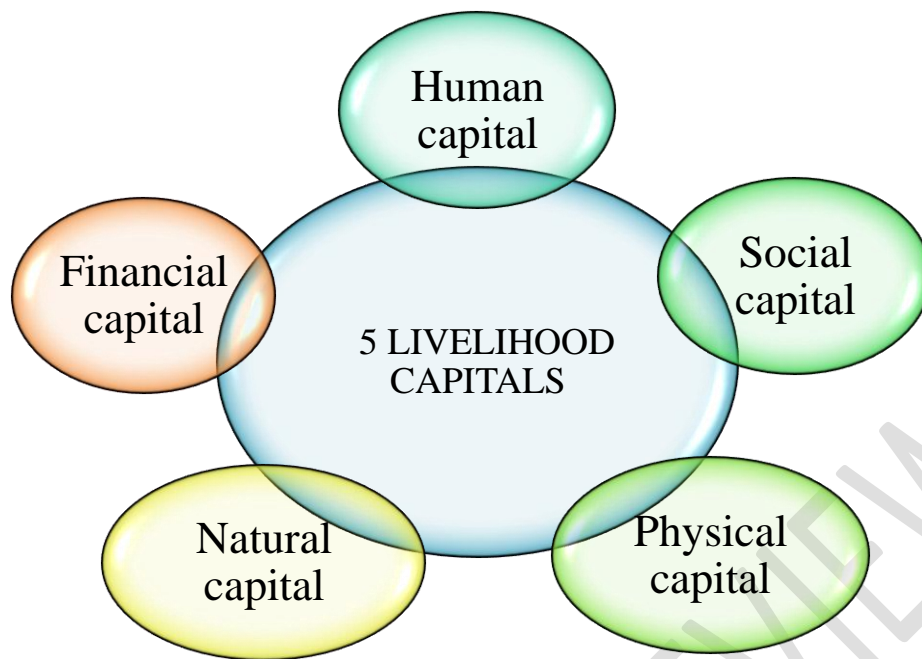 Human
capital
Social
capital
Financial
capital
5 LIVELIHOOD
CAPITALS
Natural
capital
Physical
capital